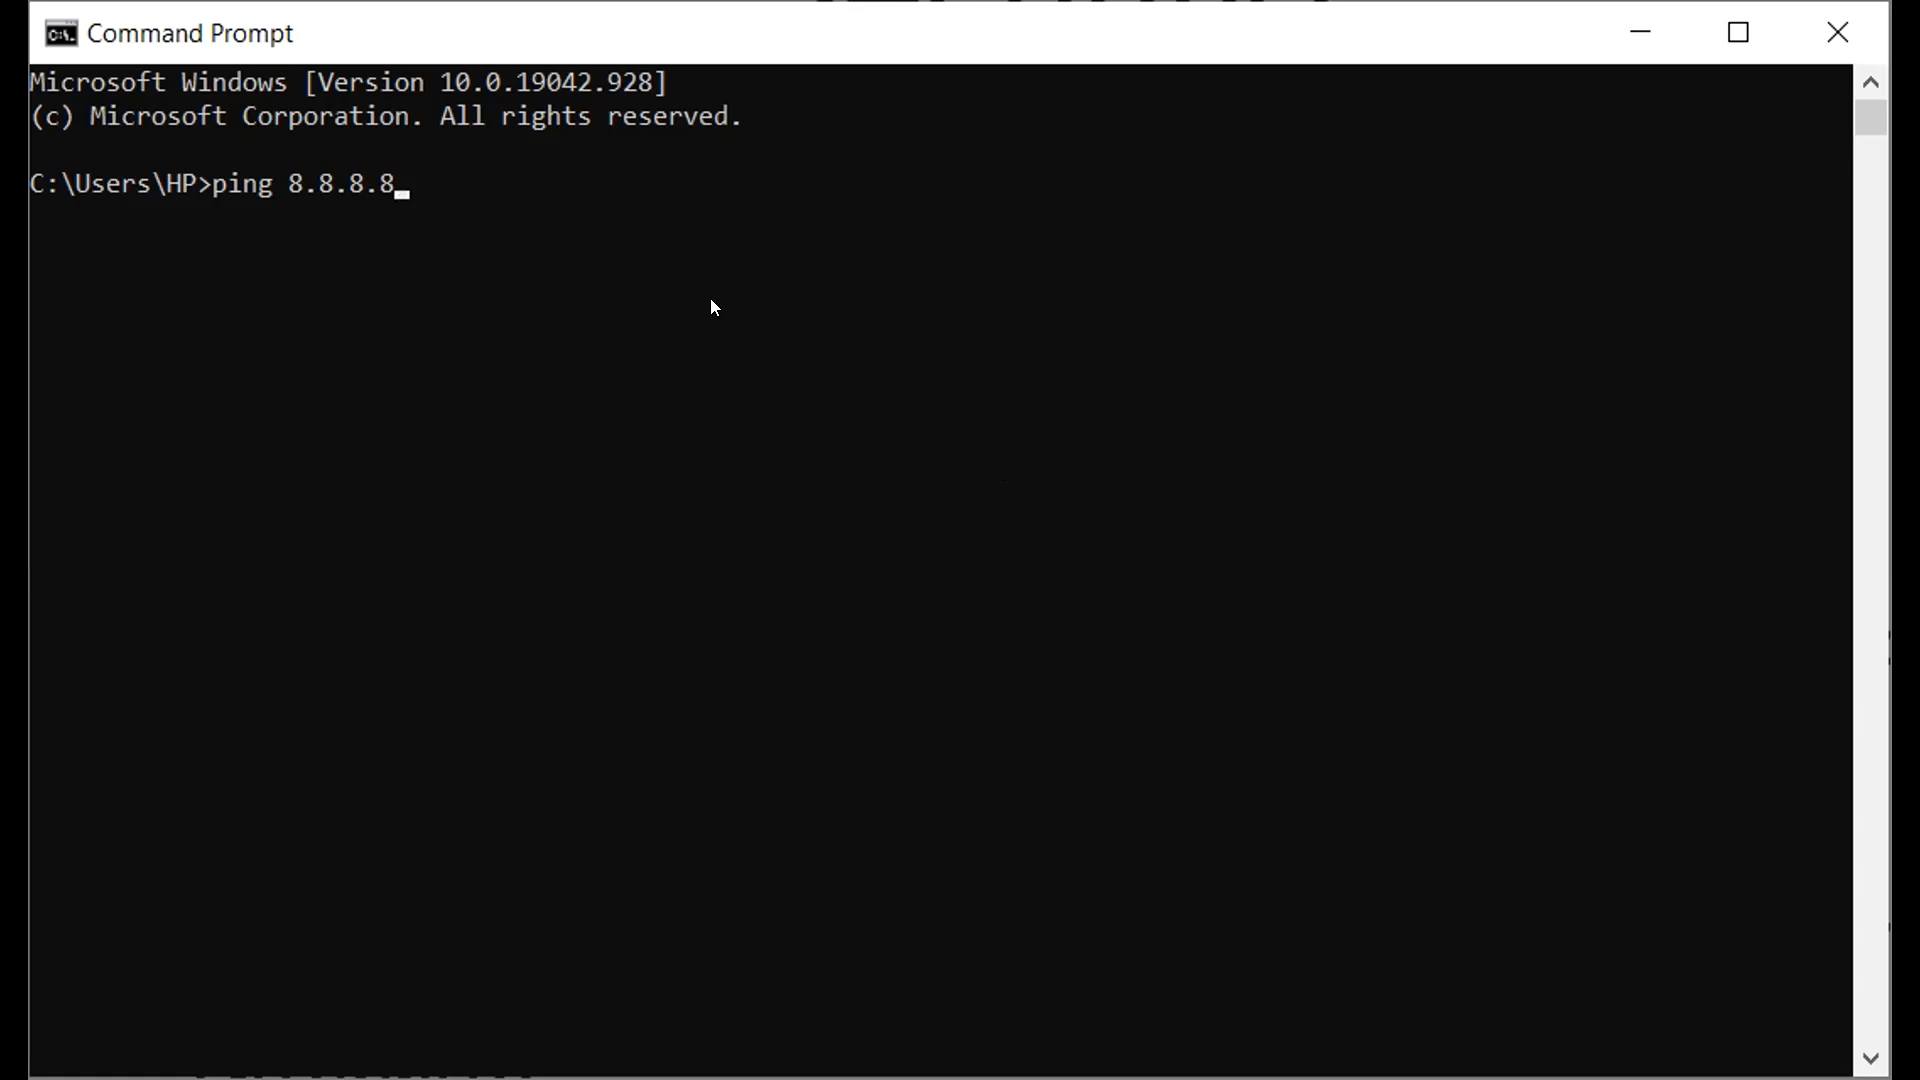 Command Prompt
Microsoft Windows [Version 10.0.19042.928]
(c) Microsoft Corporation. All rights reserved.
C:\Users\HP>ping 8.8.8.8